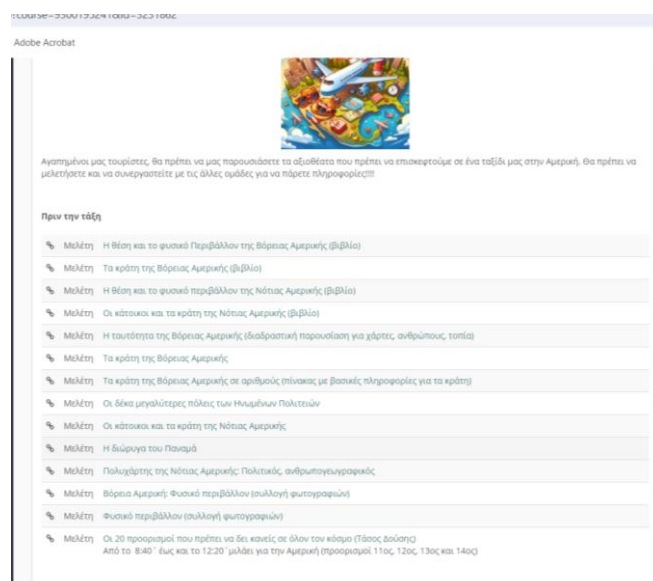 Adobe Acrobat
Αγαπημένοι μας τουρίστες, θα πρέπει να μας παρουσιάσετε τα αξιοθέατα που πρέπει να επισκεφτούμε σε ένα ταξίδι μας στην Αμερική. Θα πρέπει να
μελετήσετε και να συνεργαστείτε με τις άλλες ομάδες για να πάρετε πληροφορίες!!!!
Πριν την τάξη
Μελέτη Η θέση και το φυσικό Περιβάλλον της Βόρειας Αμερικής (βιβλίο)
Μελέτη Τα κράτη της Βόρειας Αμερικής (βιβλίο)
Μελέτη Η θέση και το φυσικό περιβάλλον της Νότιας Αμερικής (βιβλίο)
Μελέτη Οι κάτοικοι και τα κράτη της Νότιας Αμερικής (βιβλίο)
Μελέτη Η ταυτότητα της Βόρειας Αμερικής (διαδραστική παρουσίαση για χάρτες, ανθρώπους, τοπία)
Μελέτη Τα κράτη της Βόρειας Αμερικής
Μελέτη Τα κράτη της Βόρειας Αμερικής σε αριθμούς (πίνακας με βασικές πληροφορίες για τα κράτη)
Μελέτη Οι δέκα μεγαλύτερες πόλεις των Ηνωμένων Πολιτειών
Μελέτη Οι κάτοικοι και τα κράτη της Νότιας Αμερικής
Μελέτη Η διώρυγα του Παναμά
Μελέτη Πολυχάρτης της Νότιας Αμερικής: Πολιτικός, ανθρωπογεωγραφικός
Μελέτη Βόρεια Αμερική: Φυσικό περιβάλλον (συλλογή φωτογραφιών)
Μελέτη Φυσικό περιβάλλον (συλλογή φωτογραφιών)
Μελέτη Οι 20 προορισμοί που πρέπει να δει κανείς σε όλον τον κόσμο (Τάσος Δούσης)
Από το 8:40΄ έως και το 12:20΄ μιλάει για την Αμερική (προορισμοί 11ος, 12ος, 13ος και 14ος)